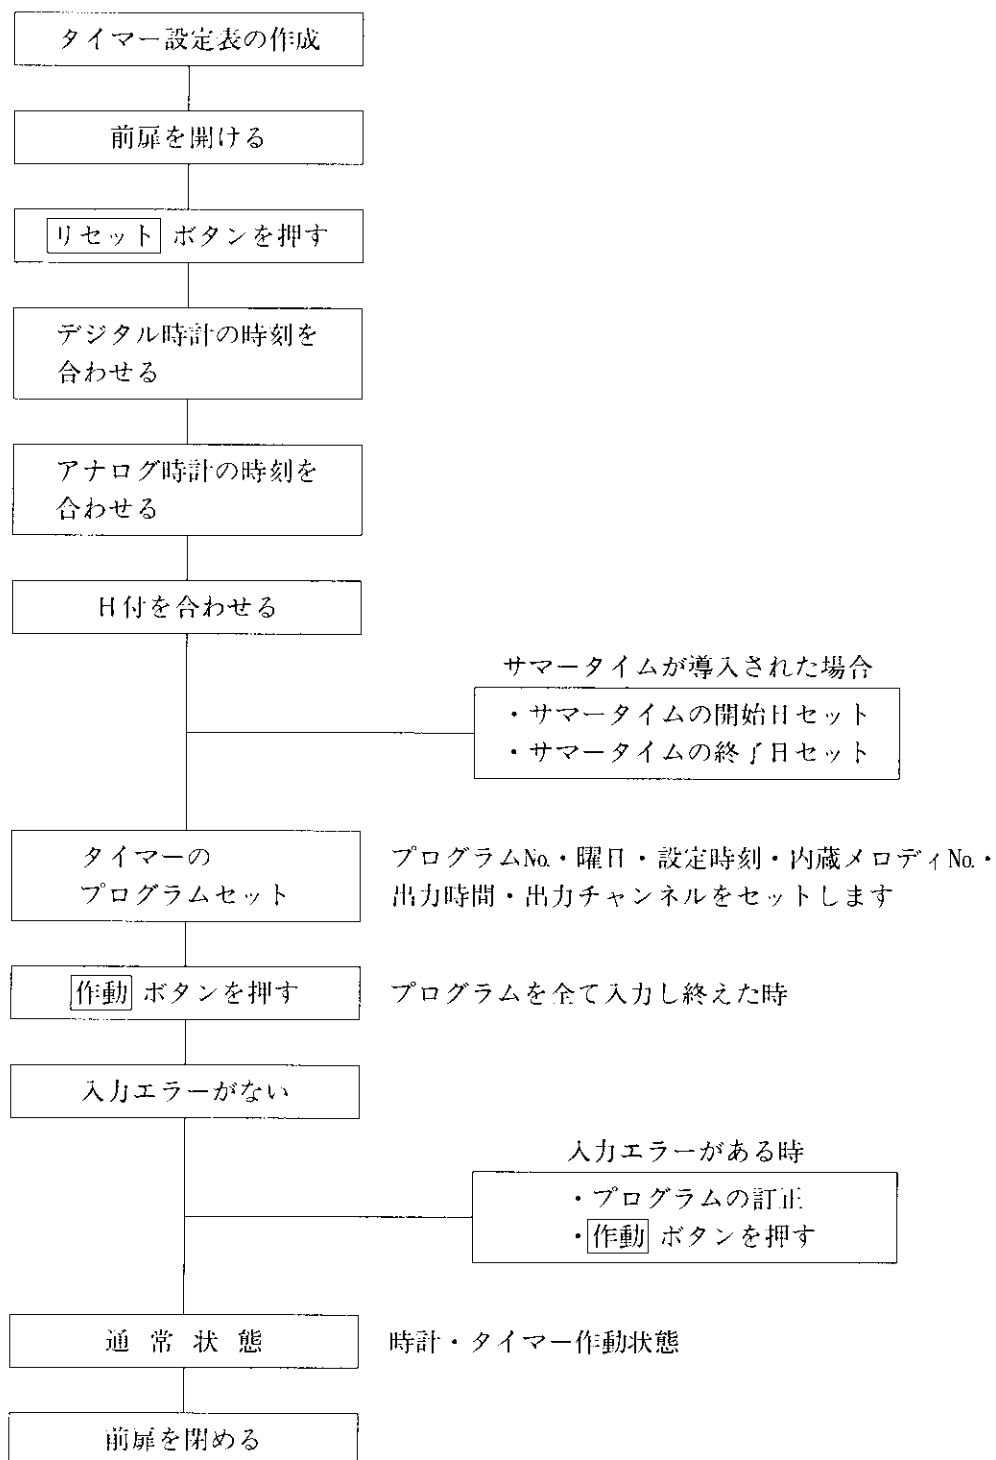 タイマー設定表の作成
前扉を開ける
リセット ボタンを押す
デジタル時計の時刻を
合わせる
アナログ時計の時刻を
合わせる
日付を合わせる
サマータイムが導入された場合
・サマータイムの開始日セット
・サマータイムの終了日セット
タイマーの
プログラムセット
プログラム№・曜日・設定時刻・内蔵メロディ№・
出力時間・出力チャンネルをセットします
作動 ボタンを押す
プログラムを全て入力し終えた時
入力エラーがない
入力エラーがある時
・プログラムの訂正
・作動 ボタンを押す
通常状態
時計・タイマー作動状態
前扉を閉める